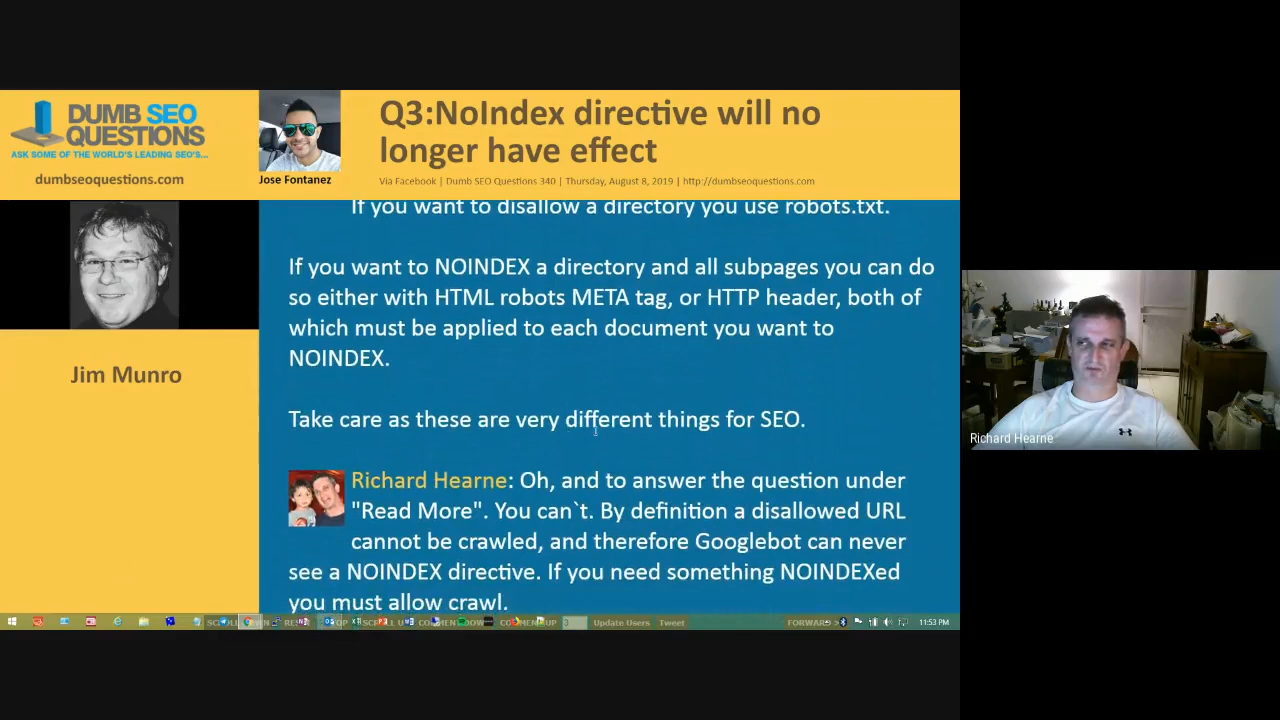 DUMB SEO
QUESTIONS
ASK SOME OF THE WORLD'S LEADING SEO'S...
dumbseoquestions.com
Jose Fontanez
Q3:NoIndex directive will no
longer have effect
Via Facebook | Dumb SEO Questions 340 | Thursday, August 8, 2019 | http://dumbseoquestions.com
Jim Munro
If you want to disallow a directory you use robots.txt.
If you want to NOINDEX a directory and all subpages you can do
so either with HTML robots META tag, or HTTP header, both of
which must be applied to each document you want to
NOINDEX.
Take care as these are very different things for SEO.
Richard Hearne: Oh, and to answer the question under
"Read More". You can`t. By definition a disallowed URL
cannot be crawled, and therefore Googlebot can never
see a NOINDEX directive. If you need something NOINDEXed
you must allow crawl.
Richard Hearne
Update Users Tweet
11:53 PM